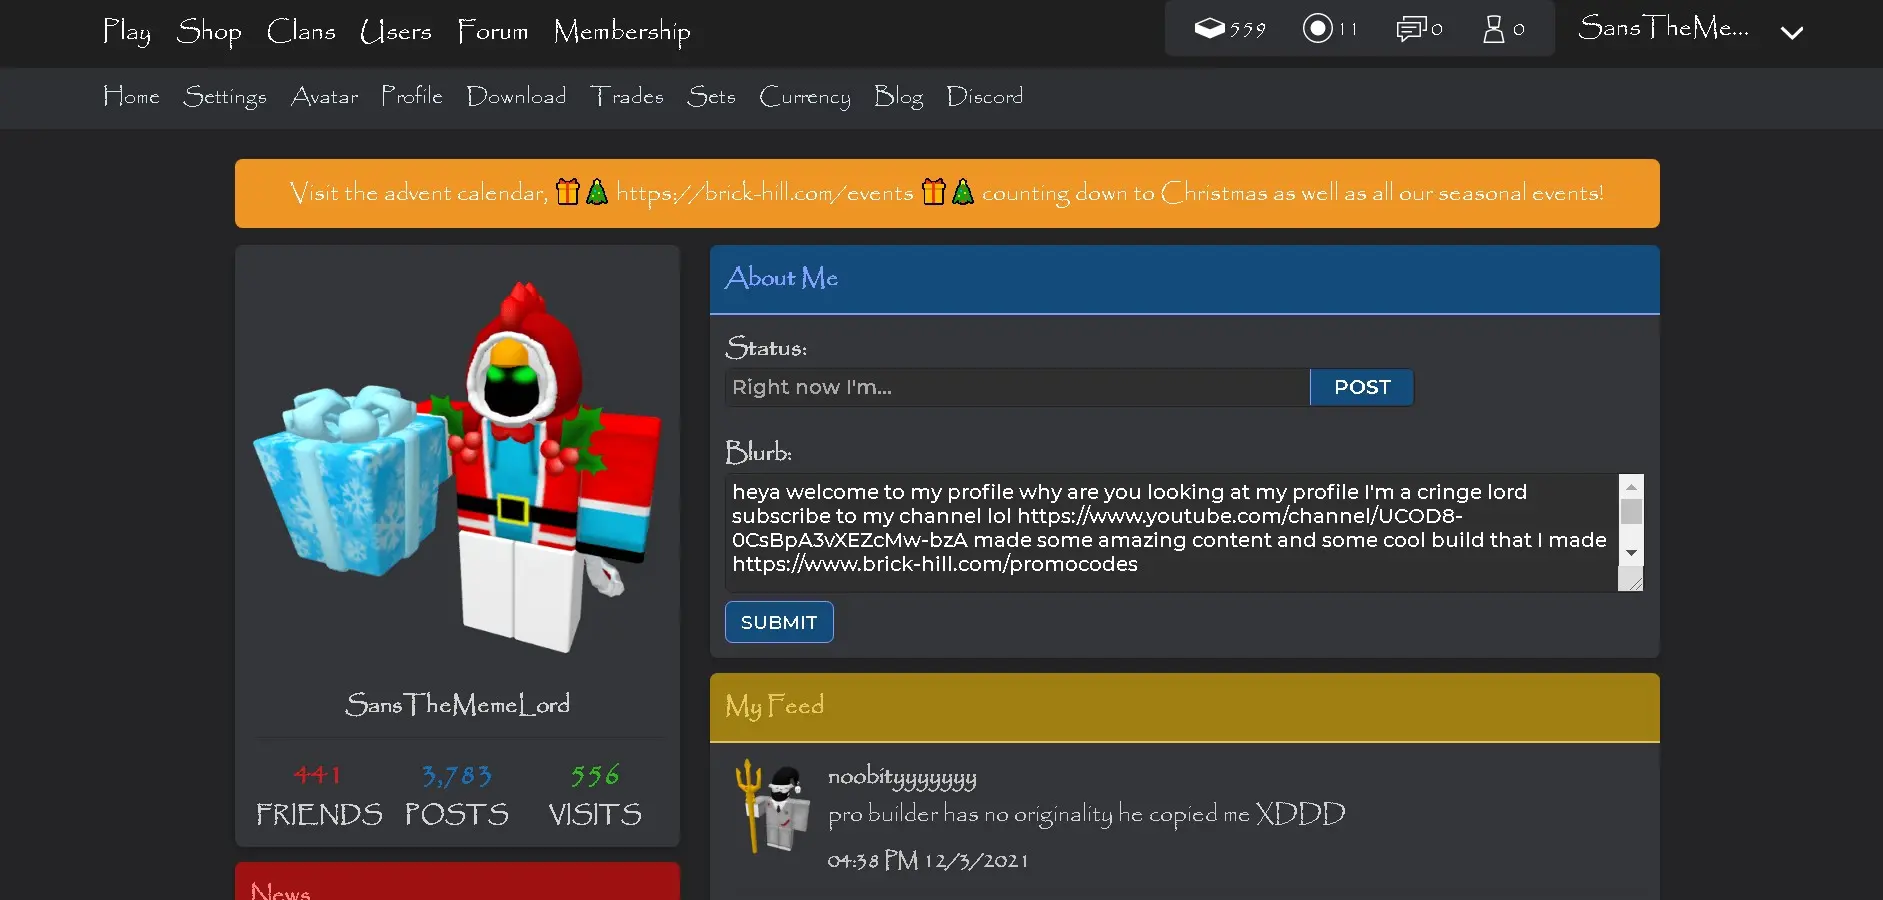 Play Shop Clans Users Forum Membership 559 11 0 0 SansTheMe...
Home Settings Avatar Profile Download Trades Sets Currency Blog Discord
Visit the advent calendar, 🎁🎄 https://brick-hill.com/events 🎁🎄 counting down to Christmas as well as all our seasonal events!
About Me
Status:
Right now I'm...
POST
Blurb:
heya welcome to my profile why are you looking at my profile I'm a cringe lord
subscribe to my channel lol https://www.youtube.com/channel/UCOD8-
0CsBpA3vXEZcMw-bzA made some amazing content and some cool build that I made
https://www.brick-hill.com/promocodes
SUBMIT
SansTheMemeLord
441 3,783 556
FRIENDS POSTS VISITS
News
My Feed
noobityyyyyyy
pro builder has no originality he copied me XDDD
04:38 PM 12/3/2021